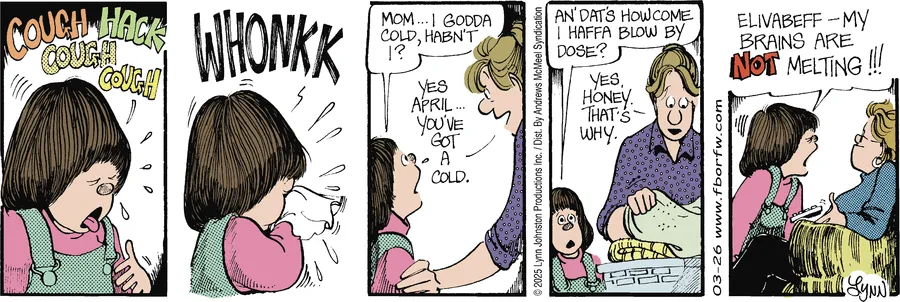 COUGH HACK
COUGH
COUGH
WHONKK
MOM...I GODDA
COLD, HABN'T
I?
YES
APRIL...
YOU'VE
GOT
A
COLD.
© 2025 Lynn Johnston Productions Inc. / Dist. By Andrews McMeel Syndication
AN' DAT'S HOWCOME
I HAFFA BLOW BY
DOSE?
YES,
HONEY.
THAT'S
WHY.
03-26 www.fborfw.com
ELIVABEFF – MY
BRAINS ARE
NOT MELTING!!!
LYNN